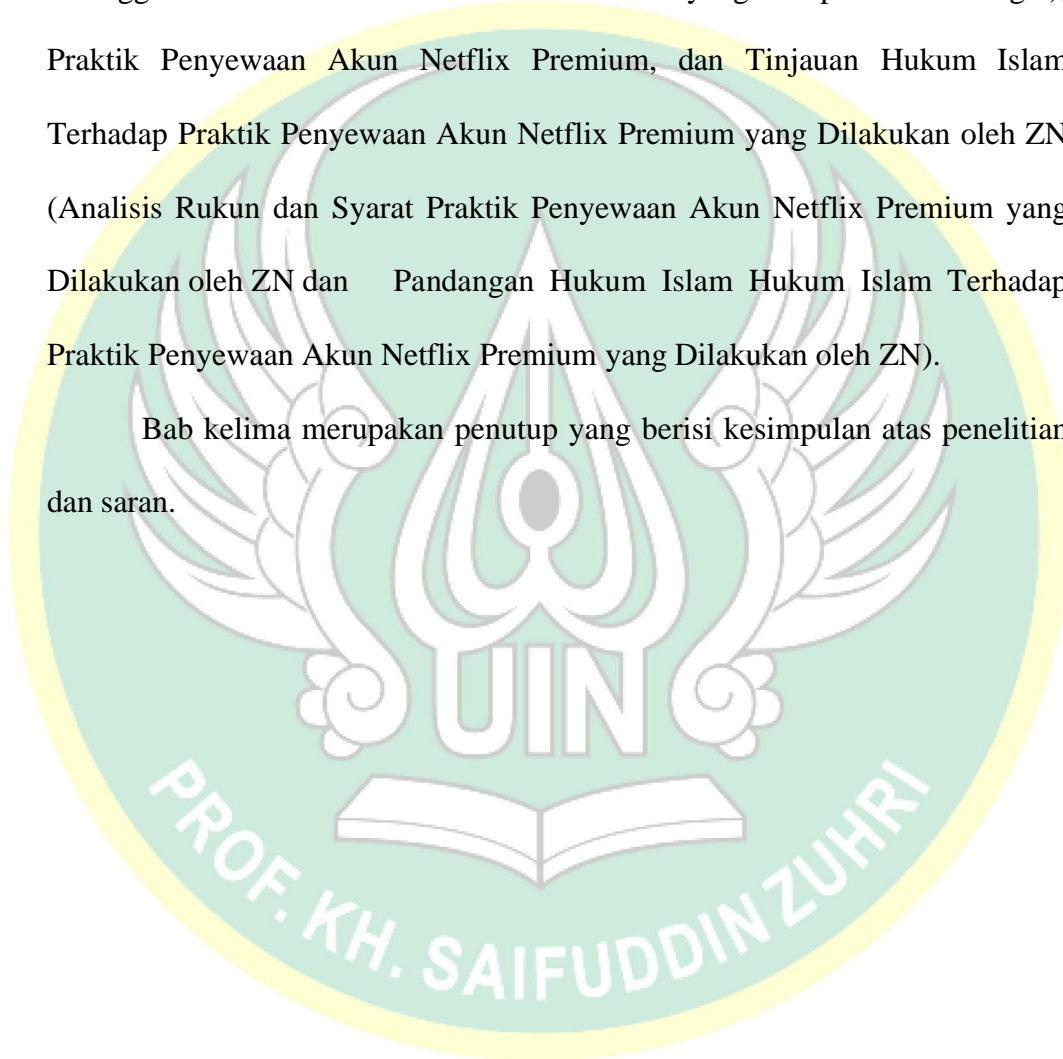 Praktik Penyewaan Akun Netflix Premium, dan Tinjauan Hukum Islam
Terhadap Praktik Penyewaan Akun Netflix Premium yang Dilakukan oleh ZN
(Analisis Rukun dan Syarat Praktik Penyewaan Akun Netflix Premium yang
Dilakukan oleh ZN dan Pandangan Hukum Islam Hukum Islam Terhadap
Praktik Penyewaan Akun Netflix Premium yang Dilakukan oleh ZN).
Bab kelima merupakan penutup yang berisi kesimpulan atas penelitian
dan saran.
UIN
PROF. KH. SAIFUDDIN ZUHRI